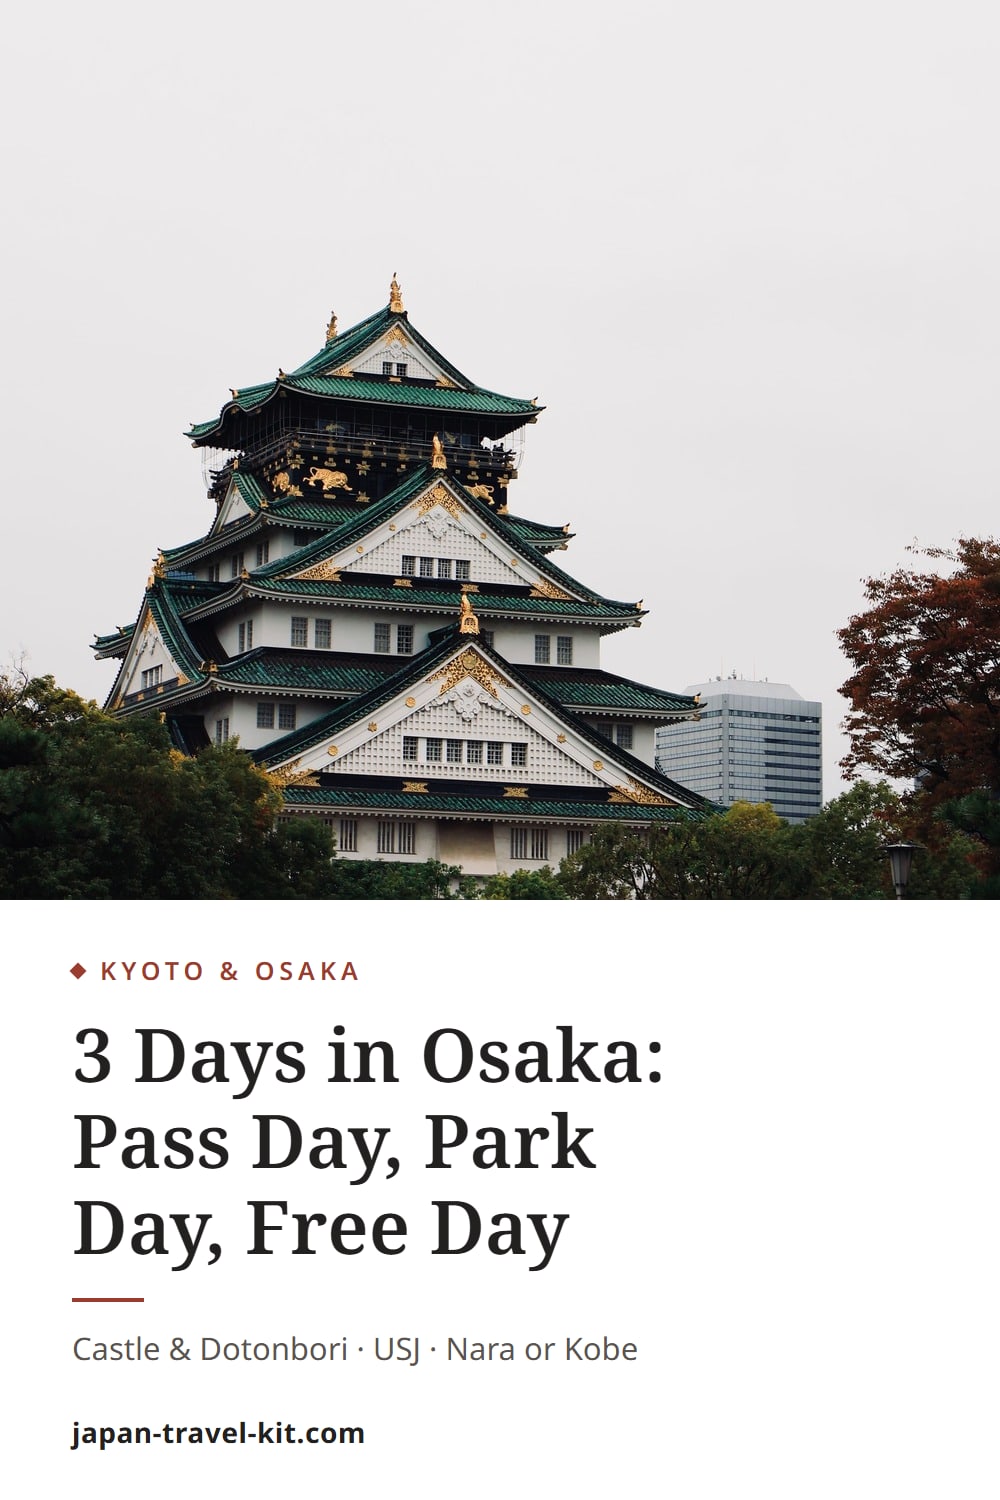 KYOTO & OSAKA
3 Days in Osaka:
Pass Day, Park
Day, Free Day
Castle & Dotonbori · USJ · Nara or Kobe
japan-travel-kit.com